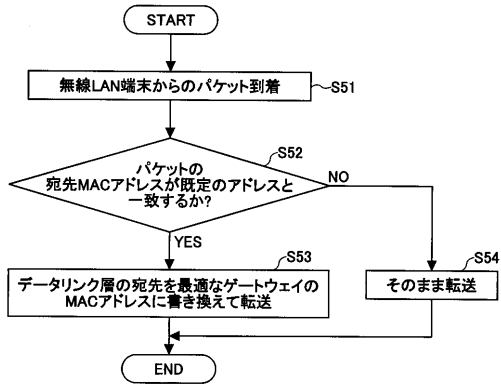 START
無線LAN端末からのパケット到着
S51
パケットの
宛先MACアドレスが既定のアドレスと
一致するか?
S52
NO
YES
データリンク層の宛先を最適なゲートウェイの
MACアドレスに書き換えて転送
S53
そのまま転送
S54
END